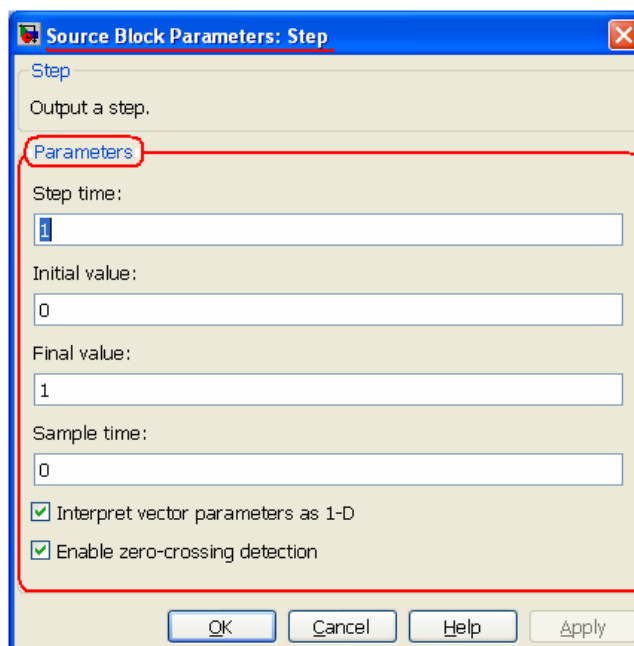 Source Block Parameters: Step
Step
Output a step.
Parameters
Step time:
1
Initial value:
0
Final value:
1
Sample time:
0
Interpret vector parameters as 1-D
Enable zero-crossing detection
OK Cancel Help Apply